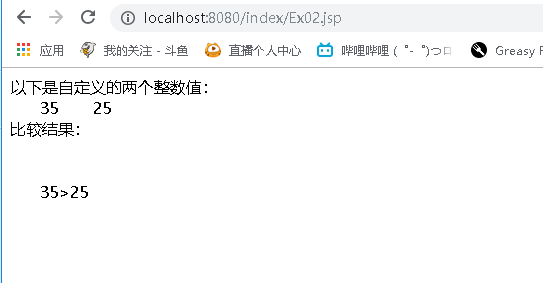 localhost:8080/index/Ex02.jsp
应用 我的关注 - 斗鱼 直播个人中心 哔哩哔哩 (゜-゜)つロ Greasy F
以下是自定义的两个整数值：
35 25
比较结果：
35>25